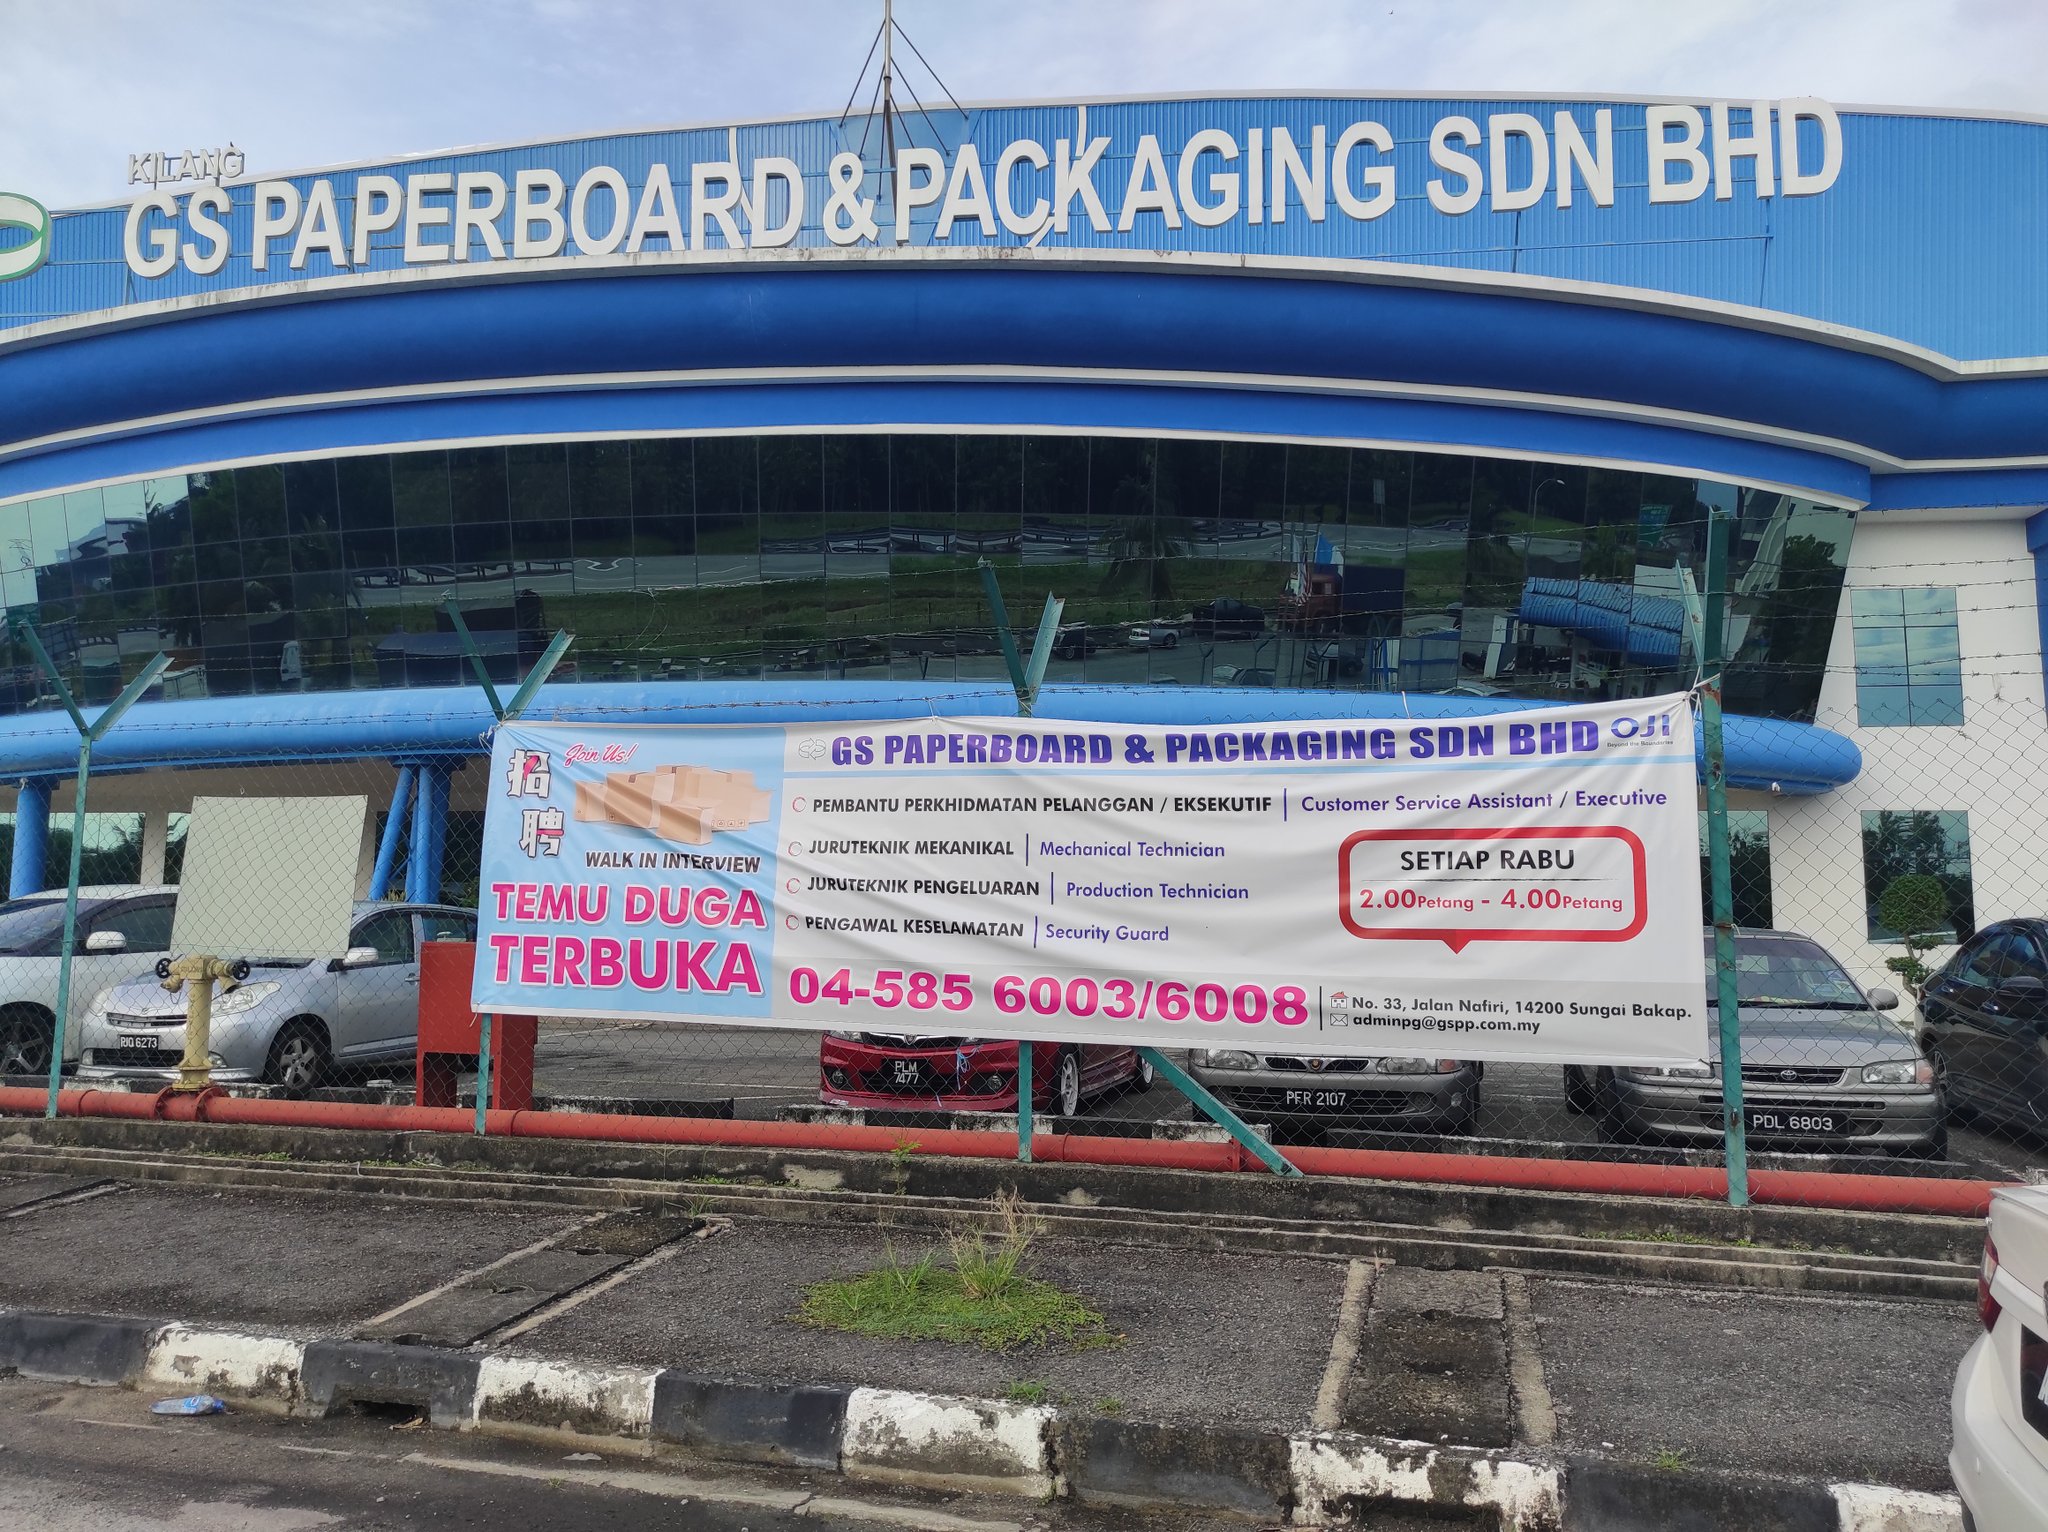 KILANG
GS PAPERBOARD & PACKAGING SDN BHD
招聘
Join Us!
WALK IN INTERVIEW
TEMU DUGA
TERBUKA
GS PAPERBOARD & PACKAGING SDN BHD
OJI
Beyond the Boundaries
PEMBANTU PERKHIDMATAN PELANGGAN / EKSEKUTIF | Customer Service Assistant / Executive
JURUTEKNIK MEKANIKAL | Mechanical Technician
JURUTEKNIK PENGELUARAN | Production Technician
PENGAWAL KESELAMATAN | Security Guard
SETIAP RABU
2.00Petang - 4.00Petang
04-585 6003/6008
No. 33, Jalan Nafiri, 14200 Sungai Bakap.
adminpg@gspp.com.my
RJQ 6273
PLM
7477
PFR 2107
PDL 6803